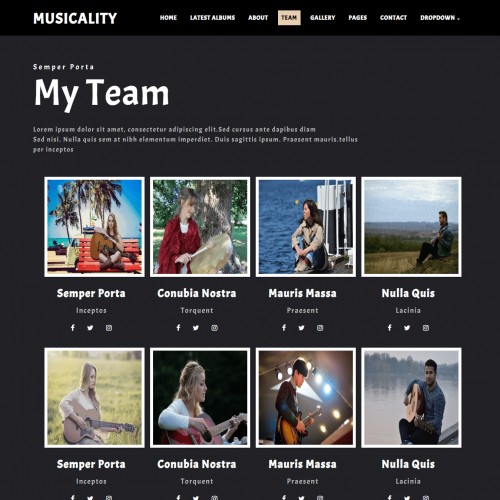 MUSICALITY HOME LATEST ALBUMS ABOUT TEAM GALLERY PAGES CONTACT DROPDOWN
Semper Porta
My Team
Lorem ipsum dolor sit amet, consectetur adipiscing elit.Sed cursus ante dapibus diam
Sed nisi. Nulla quis sem at nibh elementum imperdiet. Duis sagittis ipsum. Praesent mauris.tellus
per inceptos
Semper Porta Conubia Nostra Mauris Massa Nulla Quis
Inceptos Torquent Praesent Lacinia
Semper Porta Conubia Nostra Mauris Massa Nulla Quis
Inceptos Torquent Praesent Lacinia